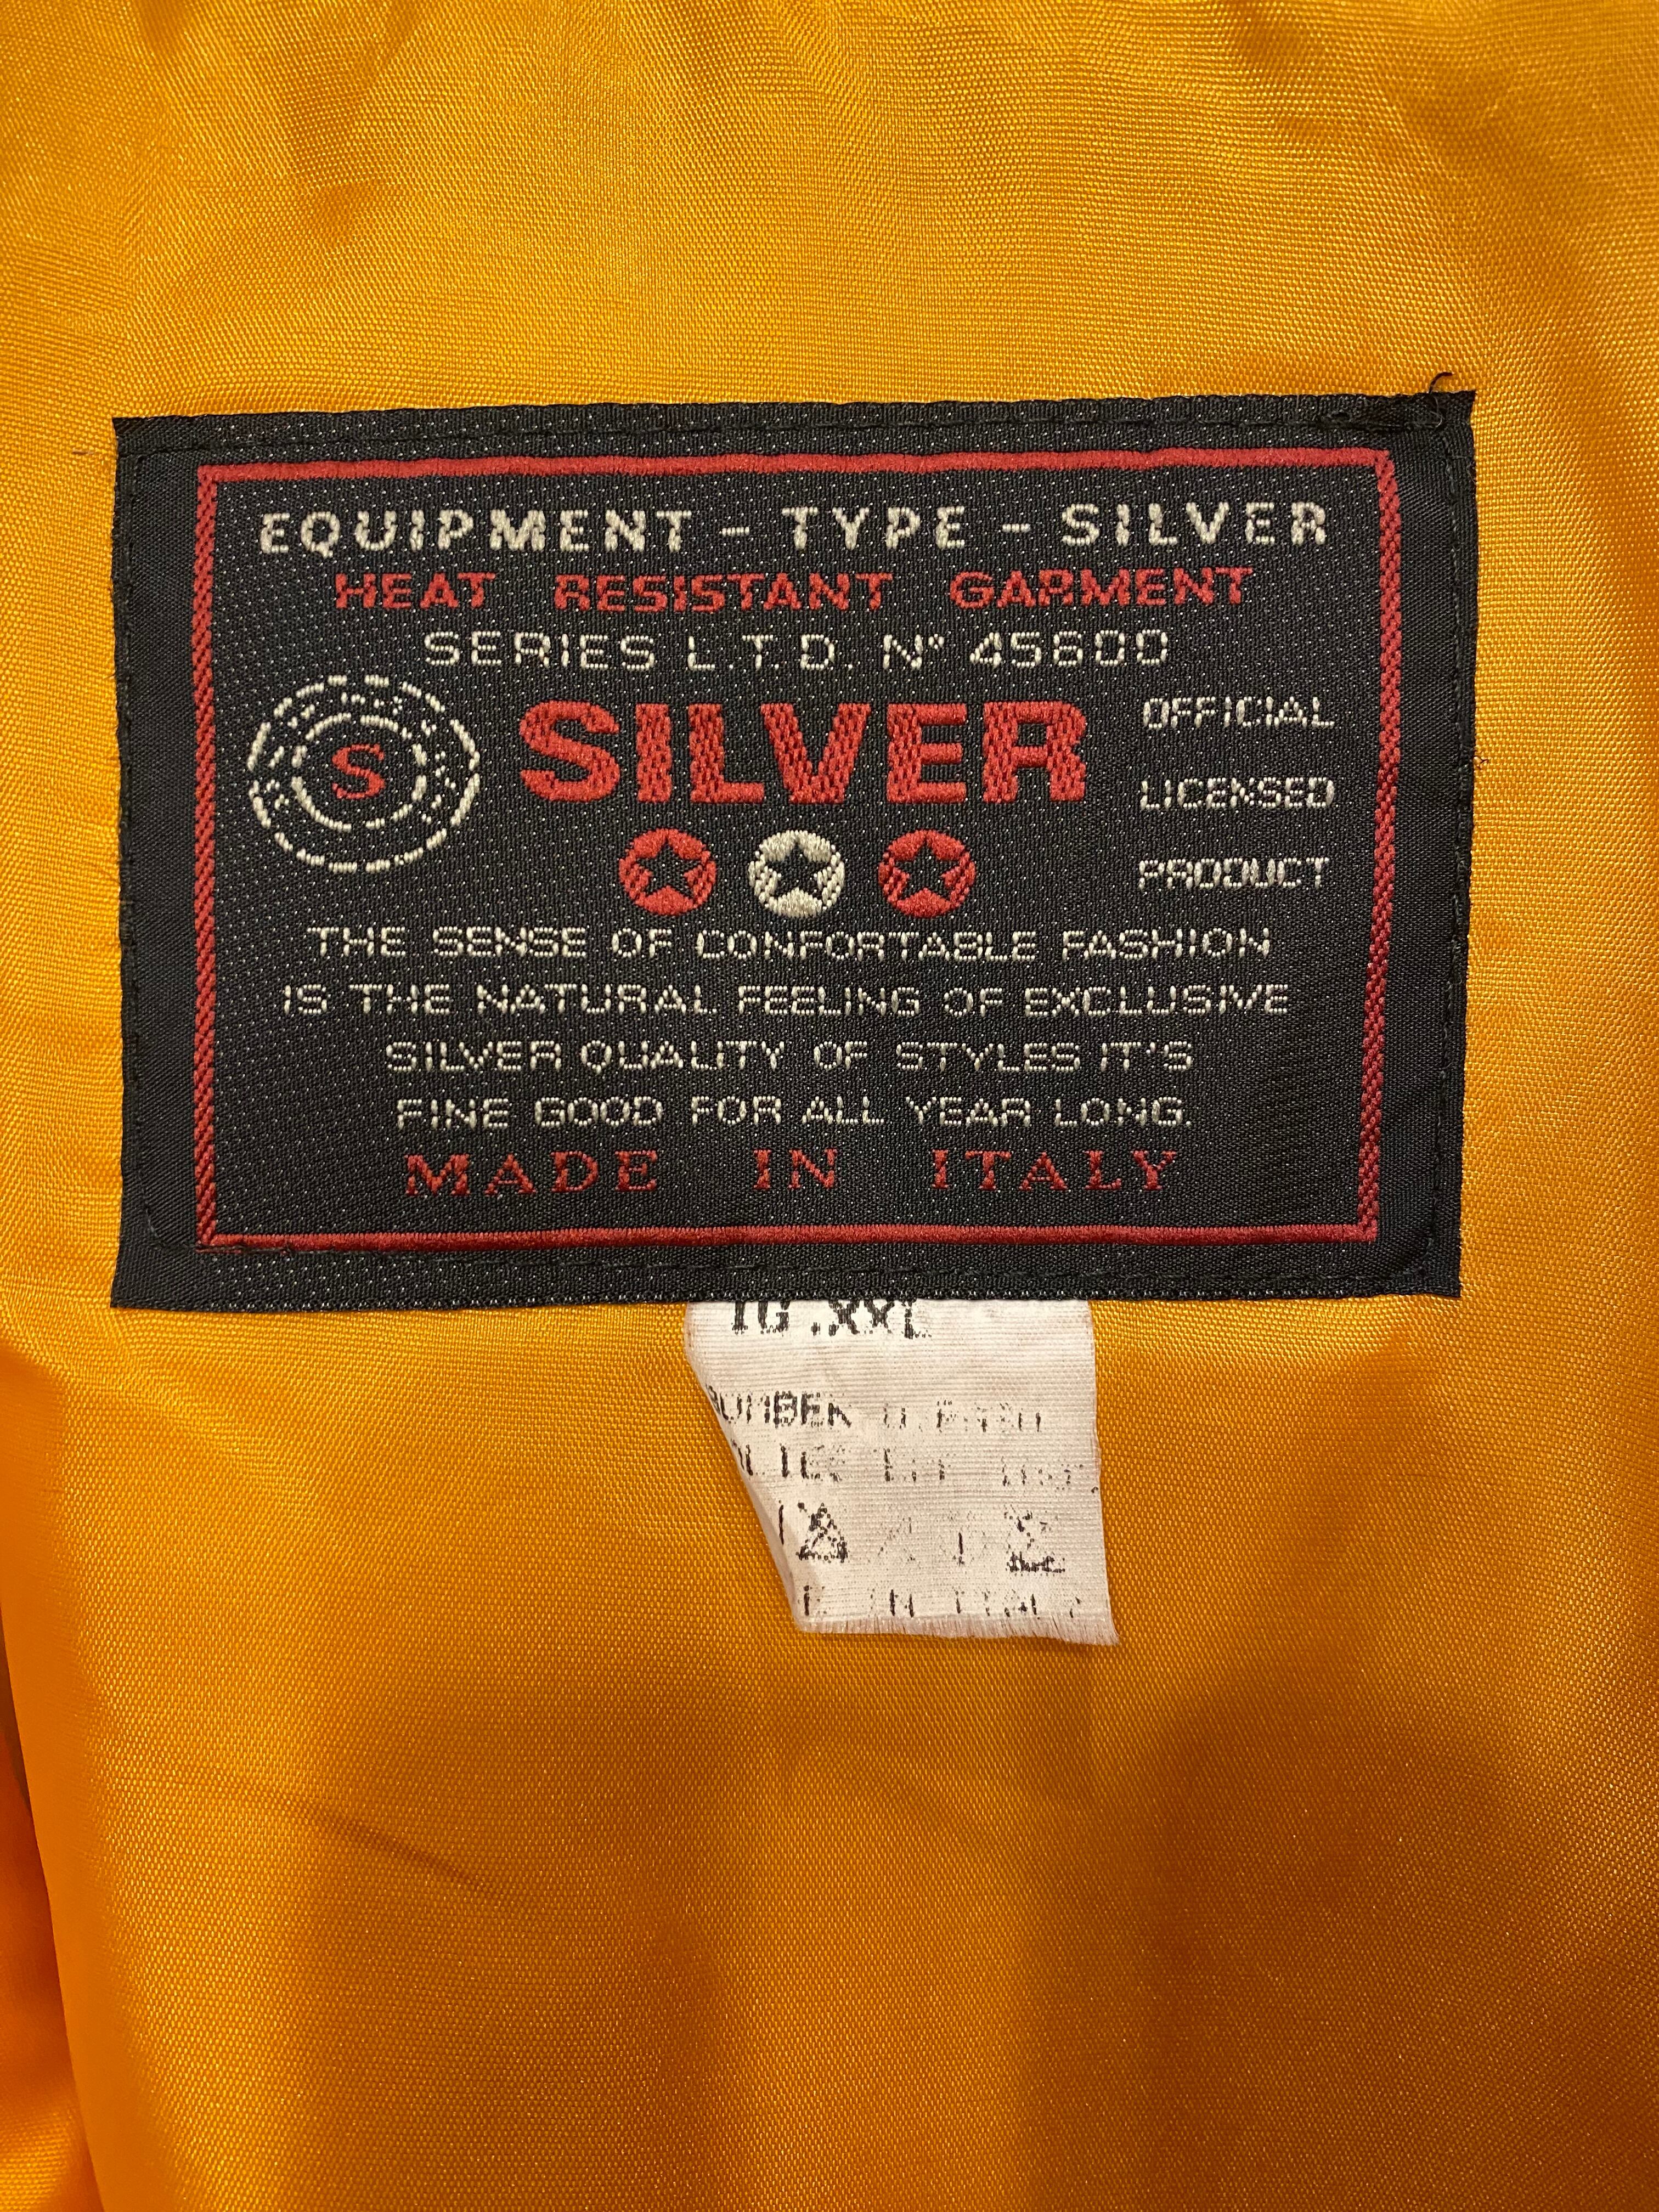 EQUIPMENT - TYPE - SILVER
HEAT RESISTANT GARMENT
SERIES L.T.D. N° 45600
S
SILVER
OFFICIAL
LICENSED
PRODUCT
THE SENSE OF CONFORTABLE FASHION
IS THE NATURAL FEELING OF EXCLUSIVE
SILVER QUALITY OF STYLES IT'S
FINE GOOD FOR ALL YEAR LONG.
MADE IN ITALY
TG.XXL
IN ITALY